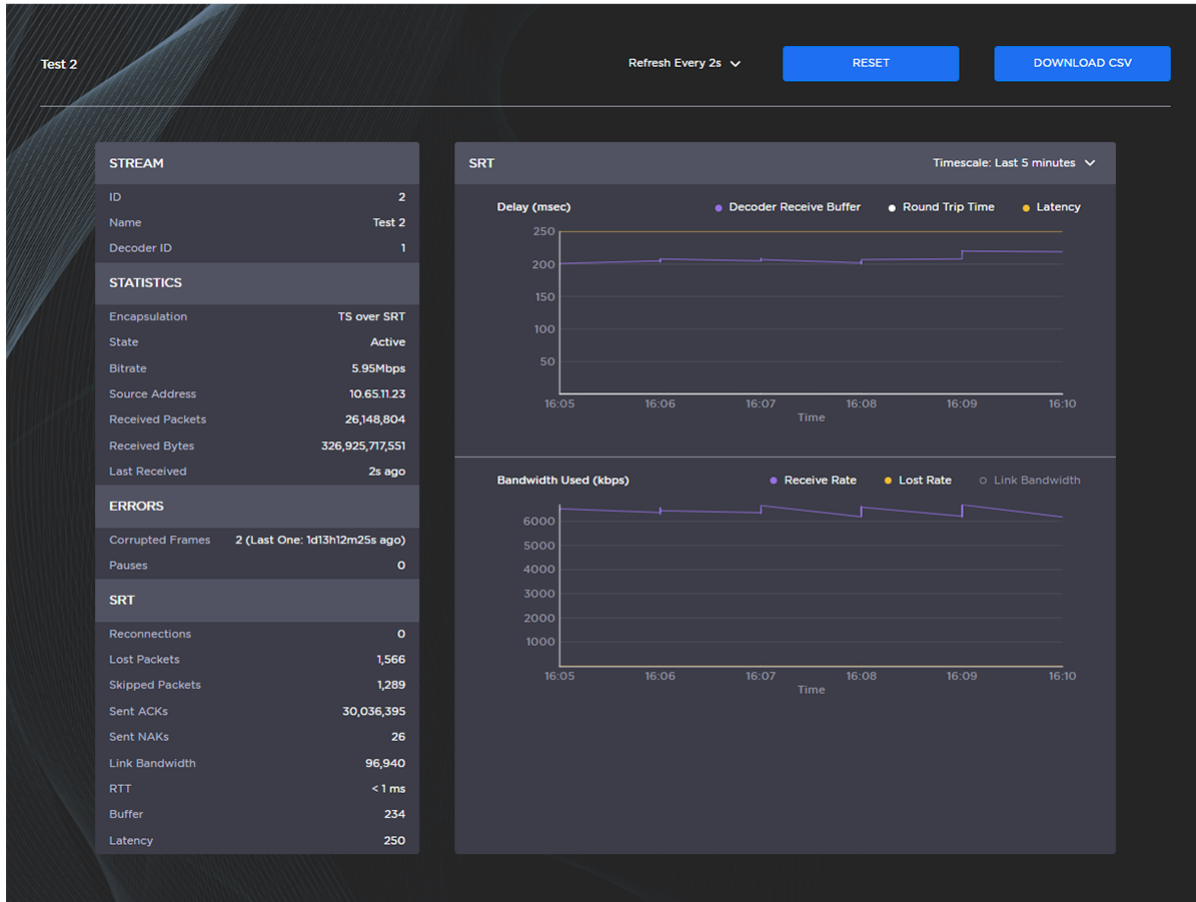 Test 2 Refresh Every 2s RESET DOWNLOAD CSV
STREAM
ID 2
Name Test 2
Decoder ID 1
STATISTICS
Encapsulation TS over SRT
State Active
Bitrate 5.95Mbps
Source Address 10.65.11.23
Received Packets 26,148,804
Received Bytes 326,925,717,551
Last Received 2s ago
ERRORS
Corrupted Frames 2 (Last One: 1d13h12m25s ago)
Pauses 0
SRT
Reconnections 0
Lost Packets 1,566
Skipped Packets 1,289
Sent ACKs 30,036,395
Sent NAKs 26
Link Bandwidth 96,940
RTT < 1 ms
Buffer 234
Latency 250
SRT Timescale: Last 5 minutes
Delay (msec) Decoder Receive Buffer Round Trip Time Latency
250
200
150
100
50
16:05 16:06 16:07 16:08 16:09 16:10
Time
Bandwidth Used (kbps) Receive Rate Lost Rate Link Bandwidth
6000
5000
4000
3000
2000
1000
16:05 16:06 16:07 16:08 16:09 16:10
Time